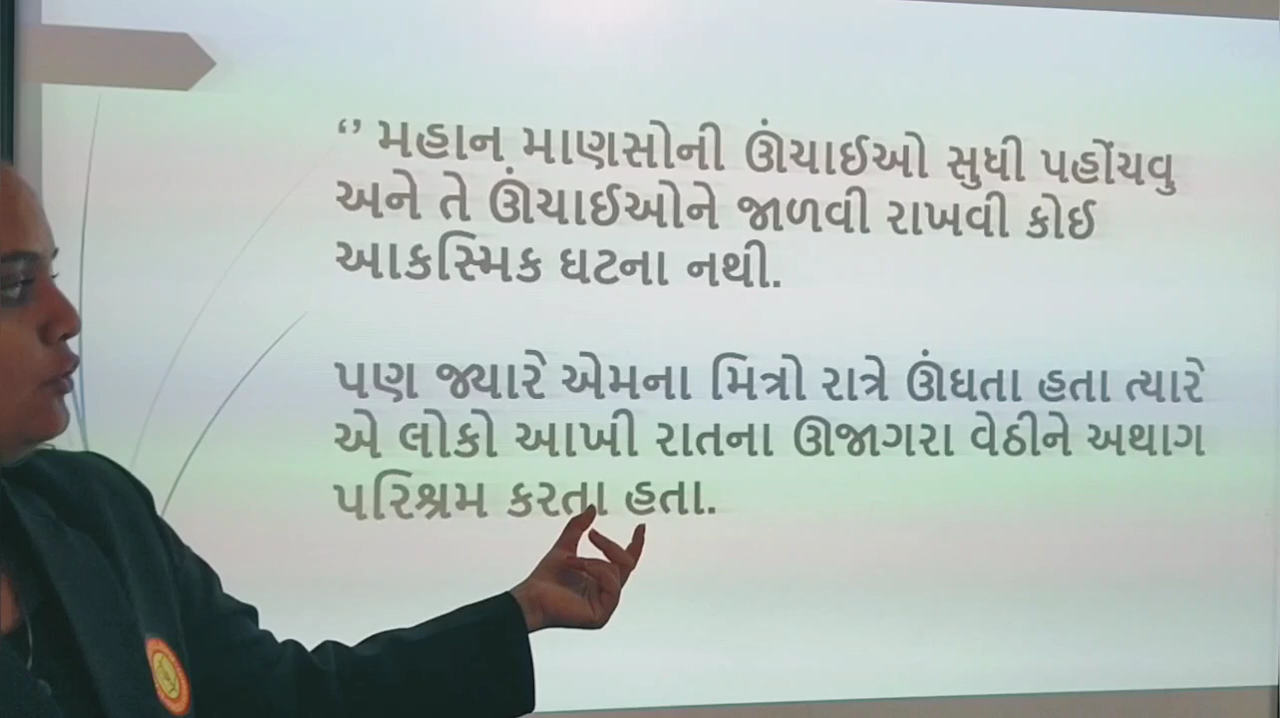 ‘’ મહાન માણસોની ઊંચાઈઓ સુધી પહોંચવુ
અને તે ઊંચાઈઓને જાળવી રાખવી કોઈ
આકસ્મિક ઘટના નથી.
પણ જ્યારે એમના મિત્રો રાત્રે ઊંઘતા હતા ત્યારે
એ લોકો આખી રાતના ઊજાગરા વેઠીને અથાગ
પરિશ્રમ કરતા હતા.